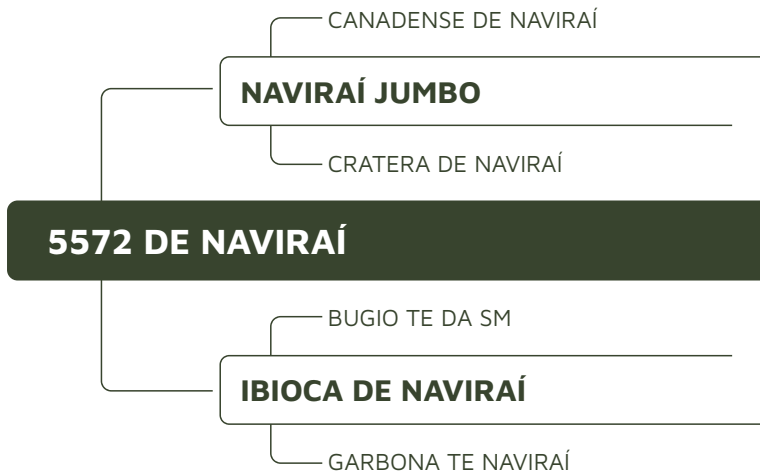 CANADENSE DE NAVIRAÍ
NAVIRAÍ JUMBO
CRATERA DE NAVIRAÍ
5572 DE NAVIRAÍ
BUGIO TE DA SM
IBIOCA DE NAVIRAÍ
GARBONA TE NAVIRAÍ